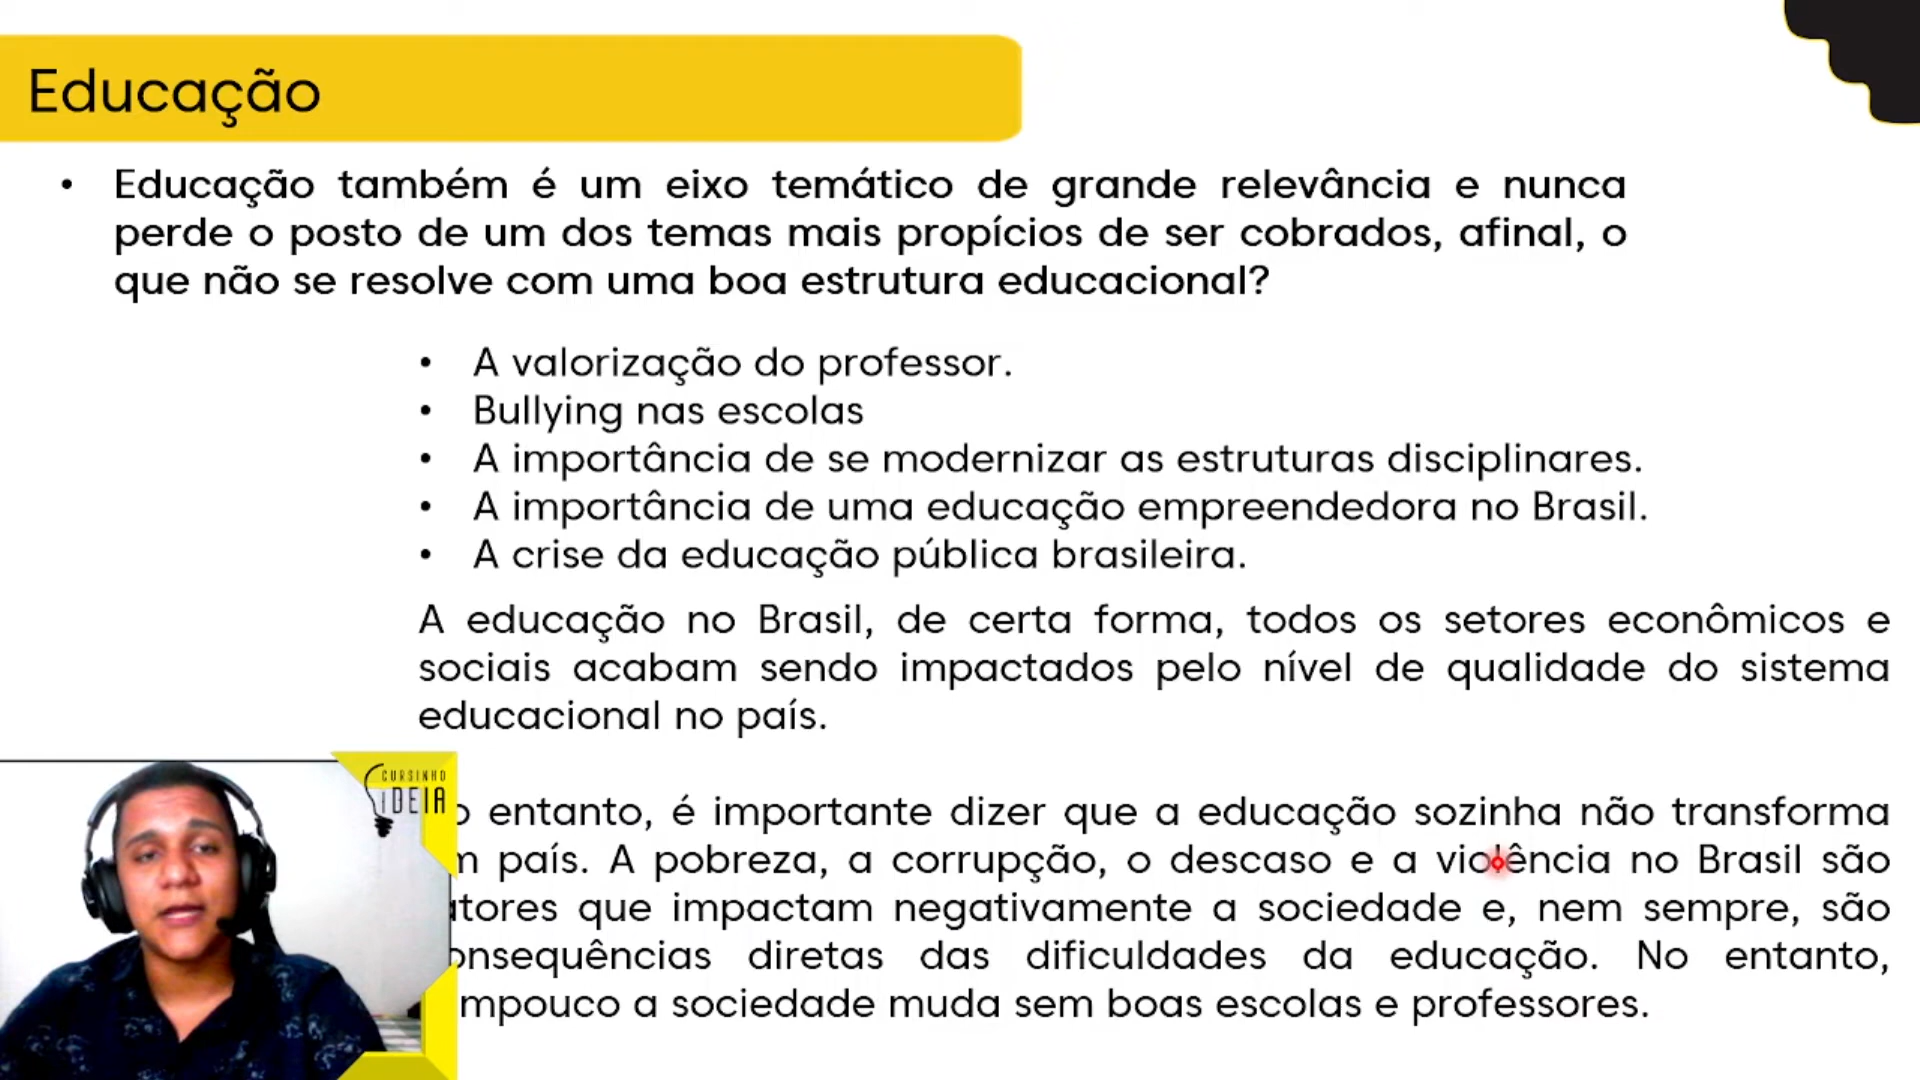 Educação
• Educação também é um eixo temático de grande relevância e nunca
perde o posto de um dos temas mais propícios de ser cobrados, afinal, o
que não se resolve com uma boa estrutura educacional?
• A valorização do professor.
• Bullying nas escolas
• A importância de se modernizar as estruturas disciplinares.
• A importância de uma educação empreendedora no Brasil.
• A crise da educação pública brasileira.
A educação no Brasil, de certa forma, todos os setores econômicos e
sociais acabam sendo impactados pelo nível de qualidade do sistema
educacional no país.
CURSINHO
iDEIA
o entanto, é importante dizer que a educação sozinha não transforma
m país. A pobreza, a corrupção, o descaso e a violência no Brasil são
atores que impactam negativamente a sociedade e, nem sempre, são
onsequências diretas das dificuldades da educação. No entanto,
mpouco a sociedade muda sem boas escolas e professores.